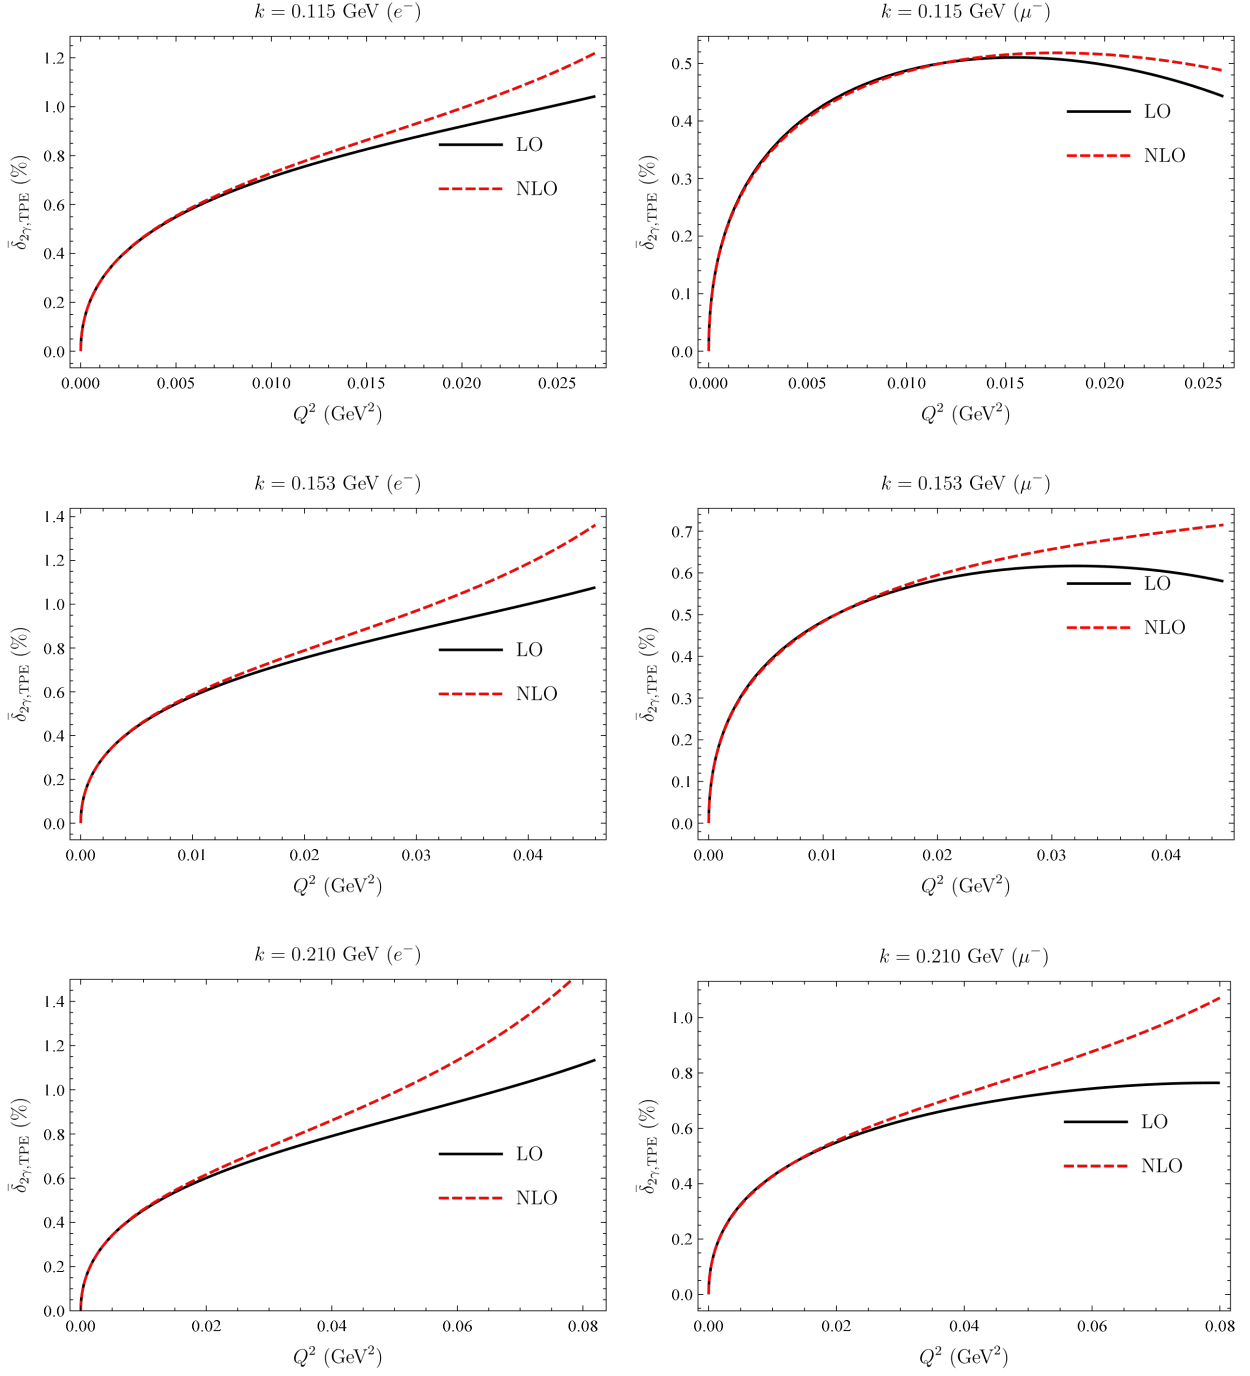 k = 0.115 GeV (e⁻)
1.2
1.0
0.8
0.6
0.4
0.2
0.0
δ̄₂γ,TPE (%)
LO
NLO
0.000 0.005 0.010 0.015 0.020 0.025
Q² (GeV²)
k = 0.115 GeV (μ⁻)
0.5
0.4
0.3
0.2
0.1
0.0
δ̄₂γ,TPE (%)
LO
NLO
0.000 0.005 0.010 0.015 0.020 0.025
Q² (GeV²)
k = 0.153 GeV (e⁻)
1.4
1.2
1.0
0.8
0.6
0.4
0.2
0.0
δ̄₂γ,TPE (%)
LO
NLO
0.00 0.01 0.02 0.03 0.04
Q² (GeV²)
k = 0.153 GeV (μ⁻)
0.7
0.6
0.5
0.4
0.3
0.2
0.1
0.0
δ̄₂γ,TPE (%)
LO
NLO
0.00 0.01 0.02 0.03 0.04
Q² (GeV²)
k = 0.210 GeV (e⁻)
1.4
1.2
1.0
0.8
0.6
0.4
0.2
0.0
δ̄₂γ,TPE (%)
LO
NLO
0.00 0.02 0.04 0.06 0.08
Q² (GeV²)
k = 0.210 GeV (μ⁻)
1.0
0.8
0.6
0.4
0.2
0.0
δ̄₂γ,TPE (%)
LO
NLO
0.00 0.02 0.04 0.06 0.08
Q² (GeV²)